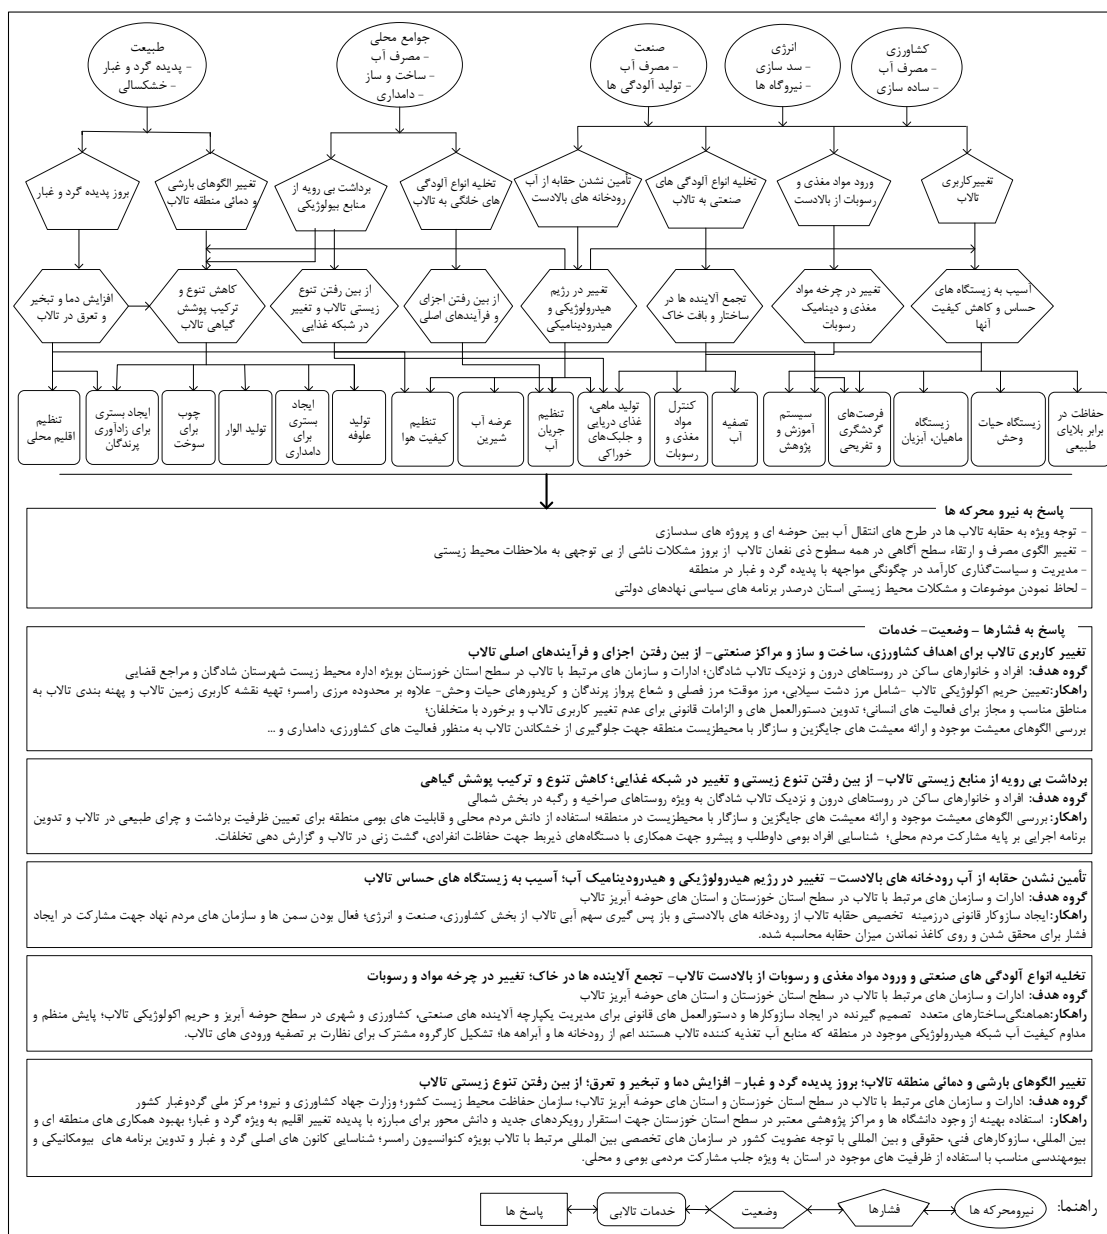 کشاورزی
- مصرف آب
- ساده سازی
انرژی
- سد سازی
- نیروگاه ها
صنعت
- مصرف آب
- تولید آلودگی ها
جوامع محلی
- مصرف آب
- ساخت و ساز
- دامداری
طبیعت
- پدیده گرد و غبار
- خشکسالی
تغییرکاربری
تالاب
ورود مواد مغذی و
رسوبات از بالادست
تخلیه انواع آلودگی های
صنعتی به تالاب
تأمین نشدن حقابه از آب
رودخانه های بالادست
تخلیه انواع آلودگی
های خانگی به تالاب
برداشت بی رویه از
منابع بیولوژیکی
تغییر الگوهای بارشی
و دمائی منطقه تالاب
بروز پدیده گرد و غبار
آسیب به زیستگاه های
حساس و کاهش کیفیت
آنها
تغییر در چرخه مواد
مغذی و دینامیک
رسوبات
تجمع آلاینده ها در
ساختار و بافت خاک
تغییر در رژیم
هیدرولوژیکی و
هیدرودینامیکی
از بین رفتن اجزای
و فرآیندهای اصلی
از بین رفتن تنوع
زیستی تالاب و تغییر
در شبکه غذایی
کاهش تنوع و
ترکیب پوشش
گیاهی تالاب
افزایش دما و تبخیر
و تعرق در تالاب
حفاظت در
برابر بلایای
طبیعی
زیستگاه حیات
وحش
زیستگاه
ماهیان، آبزیان
فرصت‌های
گردشگری
و تفریحی
سیستم
آموزش و
پژوهش
تصفیه
آب
کنترل
مواد
مغذی و
رسوبات
تولید ماهی،
غذای دریایی
و جلبک‌های
خوراکی
تنظیم
جریان
آب
عرضه آب
شیرین
تنظیم
کیفیت هوا
تولید
علوفه
ایجاد
بستری
برای
دامداری
تولید الوار
چوب
برای
سوخت
ایجاد بستری
برای زادآوری
پرندگان
تنظیم
اقلیم محلی
پاسخ به نیرو محرکه ها
- توجه ویژه به حقابه تالاب ها در طرح های انتقال آب بین حوضه ای و پروژه های سدسازی
- تغییر الگوی مصرف و ارتقاء سطح آگاهی در همه سطوح ذی نفعان تالاب از بروز مشکلات ناشی از بی توجهی به ملاحظات محیط زیستی
- مدیریت و سیاست‌گذاری کارآمد در چگونگی مواجهه با پدیده گرد و غبار در منطقه
- لحاظ نمودن موضوعات و مشکلات محیط زیستی استان درصدر برنامه های سیاسی نهادهای دولتی
پاسخ به فشارها – وضعیت- خدمات
تغییر کاربری تالاب برای اهداف کشاورزی، ساخت و ساز و مراکز صنعتی- از بین رفتن اجزای و فرآیندهای اصلی تالاب
گروه هدف: افراد و خانوارهای ساکن در روستاهای درون و نزدیک تالاب شادگان؛ ادارات و سازمان های مرتبط با تالاب در سطح استان خوزستان بویژه اداره محیط زیست شهرستان شادگان و مراجع قضایی
راهکار:تعیین حریم اکولوژیکی تالاب -شامل مرز دشت سیلابی، مرز موقت؛ مرز فصلی و شعاع پرواز پرندگان و کریدورهای حیات وحش- علاوه بر محدوده مرزی رامسر؛ تهیه نقشه کاربری زمین تالاب و پهنه بندی تالاب به
مناطق مناسب و مجاز برای فعالیت های انسانی؛ تدوین دستورالعمل های و الزامات قانونی برای عدم تغییر کاربری تالاب و برخورد با متخلفان؛
بررسی الگوهای معیشت موجود و ارائه معیشت های جایگزین و سازگار با محیط‌زیست منطقه جهت جلوگیری از خشکاندن تالاب به منظور فعالیت های کشاورزی، دامداری و ...
برداشت بی رویه از منابع زیستی تالاب- از بین رفتن تنوع زیستی و تغییر در شبکه غذایی؛ کاهش تنوع و ترکیب پوشش گیاهی
گروه هدف: افراد و خانوارهای ساکن در روستاهای درون و نزدیک تالاب شادگان به ویژه روستاهای صراخیه و رگبه در بخش شمالی
راهکار:بررسی الگوهای معیشت موجود و ارائه معیشت های جایگزین و سازگار با محیط‌زیست در منطقه؛ استفاده از دانش مردم محلی و قابلیت های بومی منطقه برای تعیین ظرفیت برداشت و چرای طبیعی در تالاب و تدوین
برنامه اجرایی بر پایه مشارکت مردم محلی؛ شناسایی افراد بومی داوطلب و پیشرو جهت همکاری با دستگاه‌های ذیربط جهت حفاظت انفرادی، گشت زنی در تالاب و گزارش دهی تخلفات.
تأمین نشدن حقابه از آب رودخانه های بالادست- تغییر در رژیم هیدرولوژیکی و هیدرودینامیک آب؛ آسیب به زیستگاه های حساس تالاب
گروه هدف: ادارات و سازمان های مرتبط با تالاب در سطح استان خوزستان و استان های حوضه آبریز تالاب
راهکار:ایجاد سازوکار قانونی درزمینه تخصیص حقابه تالاب از رودخانه های بالادستی و باز پس گیری سهم آبی تالاب از بخش کشاورزی، صنعت و انرژی؛ فعال بودن سمن ها و سازمان های مردم نهاد جهت مشارکت در ایجاد
فشار برای محقق شدن و روی کاغذ نماندن میزان حقابه محاسبه شده.
تخلیه انواع آلودگی های صنعتی و ورود مواد مغذی و رسوبات از بالادست تالاب- تجمع آلاینده ها در خاک؛ تغییر در چرخه مواد و رسوبات
گروه هدف: ادارات و سازمان های مرتبط با تالاب در سطح استان خوزستان و استان های حوضه آبریز تالاب
راهکار:هماهنگی‌ساختارهای متعدد تصمیم گیرنده در ایجاد سازوکارها و دستورالعمل های قانونی برای مدیریت یکپارچه آلاینده های صنعتی، کشاورزی و شهری در سطح حوضه آبریز و حریم اکولوژیکی تالاب؛ پایش منظم و
مداوم کیفیت آب شبکه هیدرولوژیکی موجود در منطقه که منابع آب تغذیه کننده تالاب هستند اعم از رودخانه ها و آبراهه ها؛ تشکیل کارگروه مشترک برای نظارت بر تصفیه ورودی های تالاب.
تغییر الگوهای بارشی و دمائی منطقه تالاب؛ بروز پدیده گرد و غبار- افزایش دما و تبخیر و تعرق؛ از بین رفتن تنوع زیستی تالاب
گروه هدف: ادارات و سازمان های مرتبط با تالاب در سطح استان خوزستان و استان های حوضه آبریز تالاب؛ سازمان حفاظت محیط زیست کشور؛ وزارت جهاد کشاورزی و نیرو؛ مرکز ملی گردوغبار کشور
راهکار: استفاده بهینه از وجود دانشگاه ها و مراکز پژوهشی معتبر در سطح استان خوزستان جهت استقرار رویکردهای جدید و دانش محور برای مبارزه با پدیده تغییر اقلیم به ویژه گرد و غبار؛ بهبود همکاری های منطقه ای و
بین المللی، سازوکارهای فنی، حقوقی و بین المللی با توجه عضویت کشور در سازمان های تخصصی بین المللی مرتبط با تالاب بویژه کنوانسیون رامسر؛ شناسایی کانون های اصلی گرد و غبار و تدوین برنامه های بیومکانیکی و
بیومهندسی مناسب با استفاده از ظرفیت های موجود در استان به ویژه جلب مشارکت مردمی بومی و محلی.
راهنما:
نیرومحرکه ها
فشارها
وضعیت
خدمات تالابی
پاسخ ها